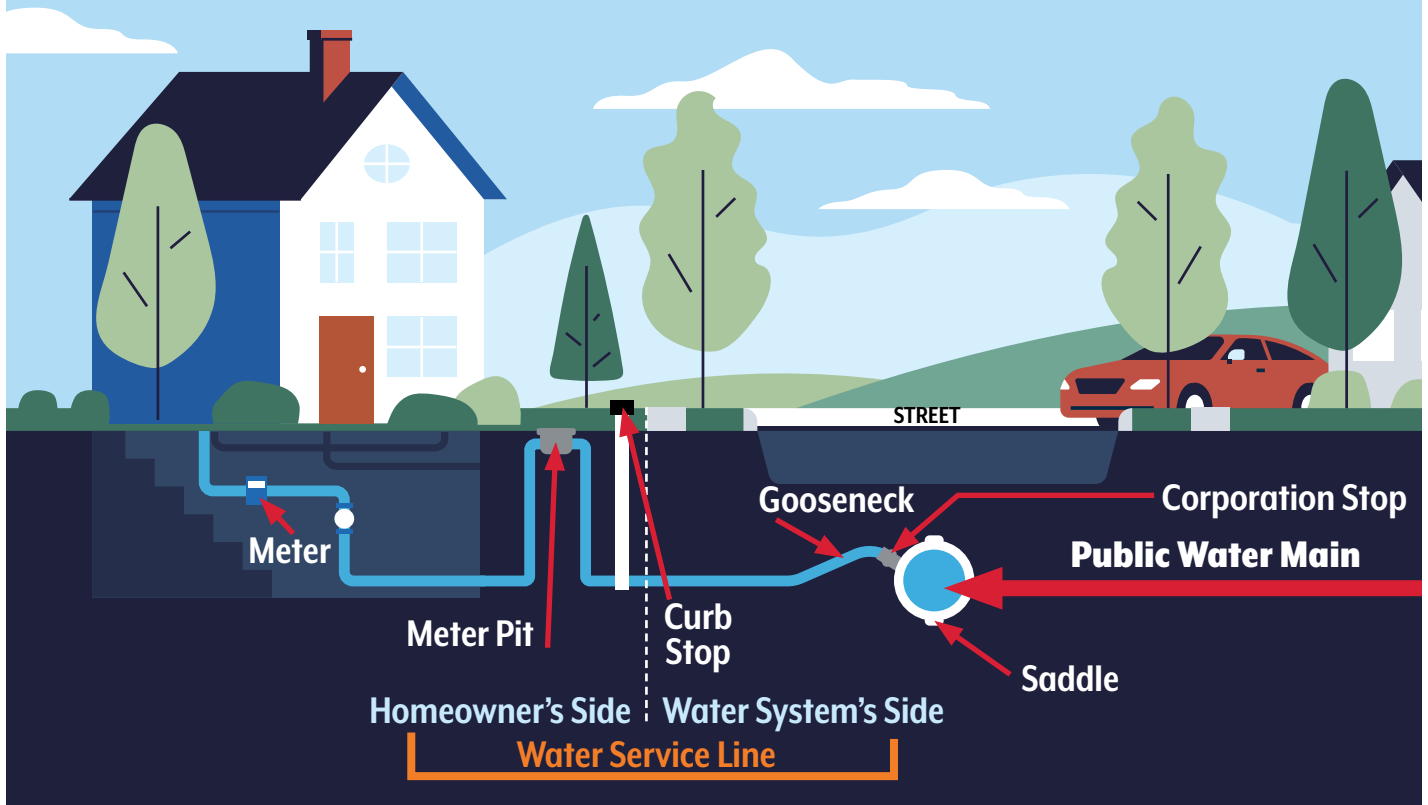 STREET
Gooseneck
Corporation Stop
Public Water Main
Meter
Meter Pit
Curb
Stop
Saddle
Homeowner’s Side
Water System’s Side
Water Service Line